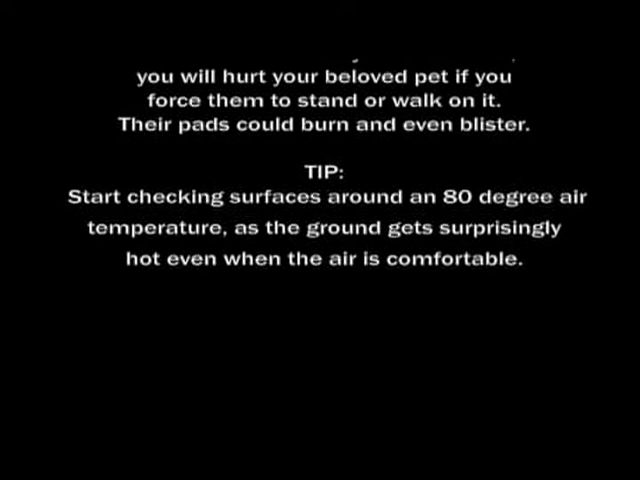 you will hurt your beloved pet if you
force them to stand or walk on it.
Their pads could burn and even blister.
TIP:
Start checking surfaces around an 80 degree air
temperature, as the ground gets surprisingly
hot even when the air is comfortable.